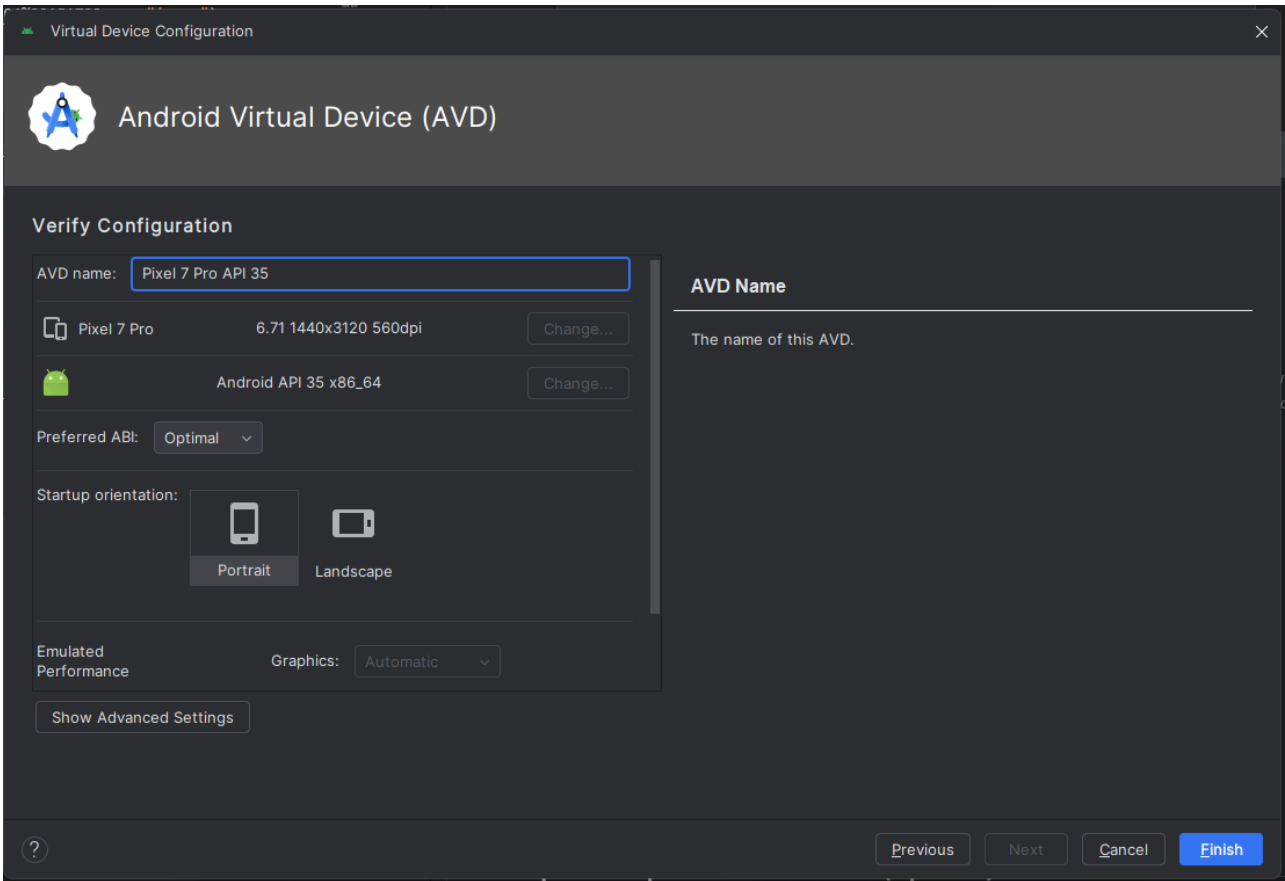 Virtual Device Configuration
Android Virtual Device (AVD)
Verify Configuration
AVD name: Pixel 7 Pro API 35
Pixel 7 Pro 6.71 1440x3120 560dpi Change...
Android API 35 x86_64 Change...
Preferred ABI: Optimal
Startup orientation:
Portrait
Landscape
Emulated
Performance
Graphics: Automatic
Show Advanced Settings
AVD Name
The name of this AVD.
?
Previous Next Cancel Finish